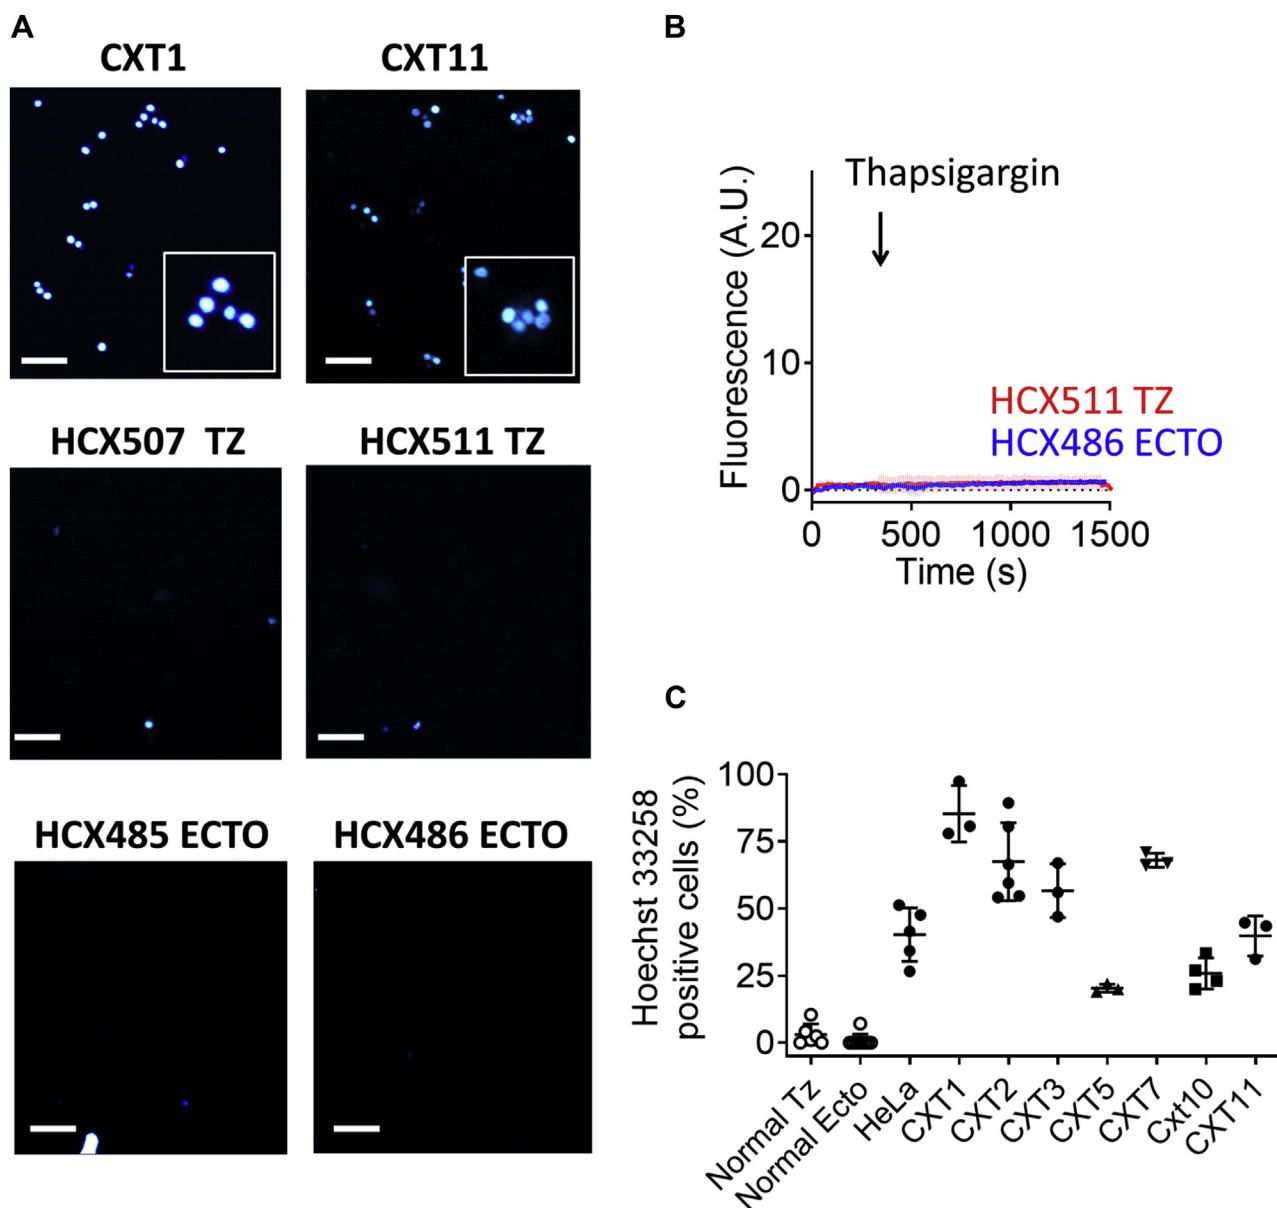 A
CXT1
CXT11
HCX507 TZ
HCX511 TZ
HCX485 ECTO
HCX486 ECTO
B
Thapsigargin
Fluorescence (A.U.)
20
10
0
HCX511 TZ
HCX486 ECTO
0 500 1000 1500
Time (s)
C
Hoechst 33258
positive cells (%)
100
75
50
25
0
Normal Tz
Normal Ecto
HeLa
CXT1
CXT2
CXT3
CXT5
CXT7
Cxt10
CXT11